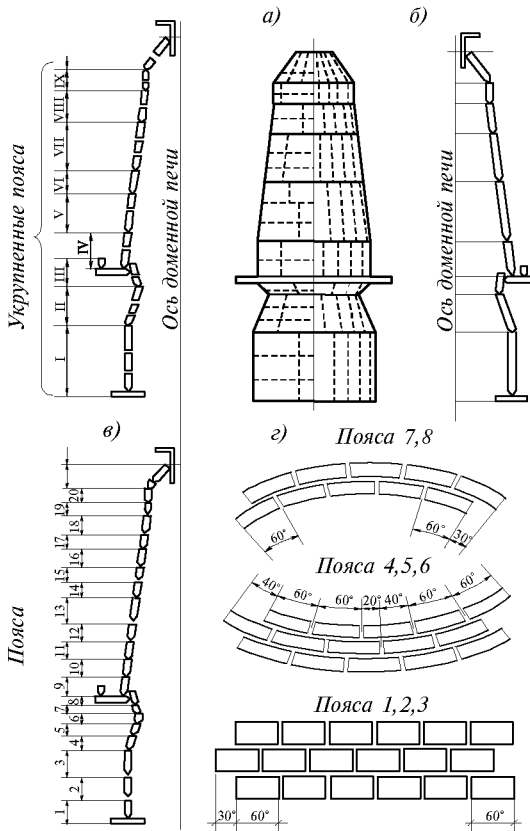 а)
б)
Укрупненные пояса
IX
VIII
VII
VI
V
IV
III
II
I
Ось доменной печи
Ось доменной печи
в)
г)
Пояса 7,8
60°
60°
30°
Пояса 4,5,6
40°
60°
60°
20°
40°
60°
60°
Пояса 1,2,3
30°
60°
60°
Пояса
20
19
18
17
16
15
14
13
12
11
10
9
8
7
6
5
4
3
2
1